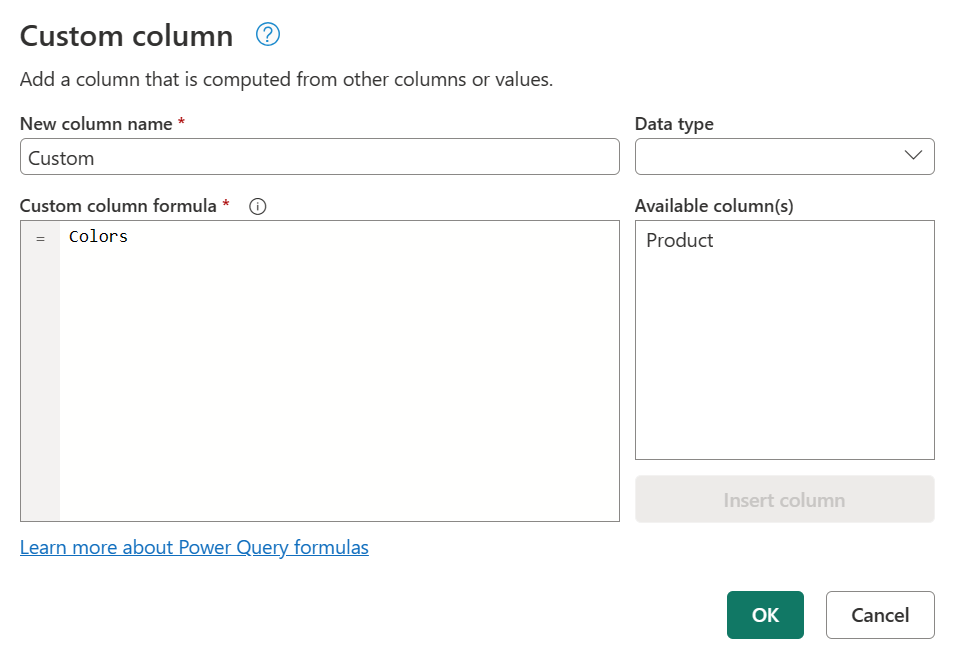 Custom column ?
Add a column that is computed from other columns or values.
New column name * Data type
Custom
Custom column formula * Available column(s)
= Colors
Product
Insert column
Learn more about Power Query formulas
OK Cancel